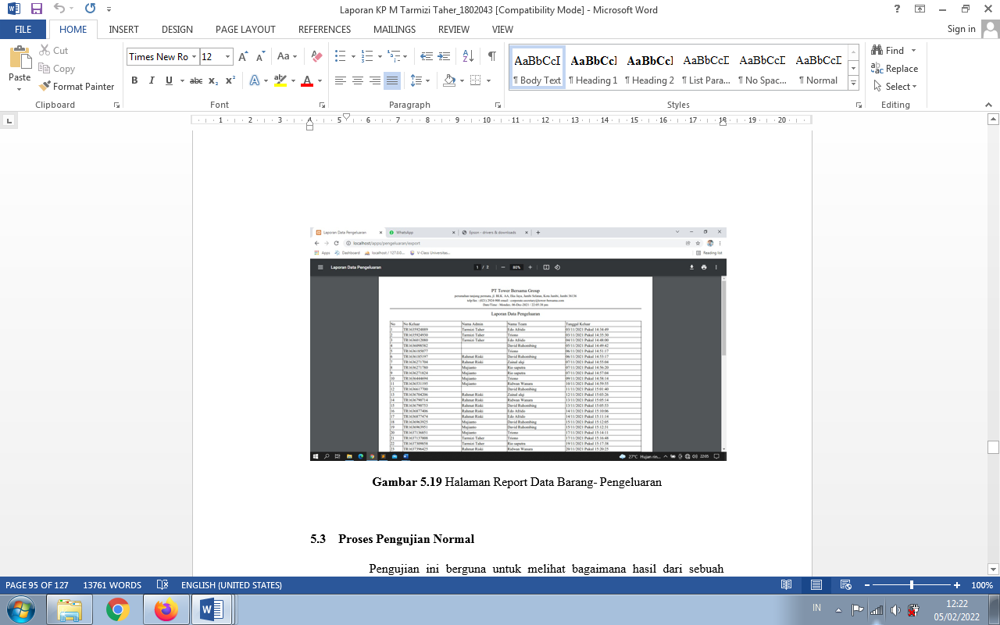 Laporan KP M Tarmizi Taher_1802043 [Compatibility Mode] - Microsoft Word
FILE HOME INSERT DESIGN PAGE LAYOUT REFERENCES MAILINGS REVIEW VIEW Sign in
Paste Cut Copy Format Painter
Times New Ro 12
AaBbCcI AaBbCcI AaBbCcI AaBbCcI AaBbCcI AaBbCcI
¶ Body Text ¶ Heading 1 ¶ Heading 2 ¶ List Para... ¶ No Spac... ¶ Normal
Find Replace Select
Clipboard Font Paragraph Styles Editing
1 2 3 4 5 6 7 8 9 10 11 12 13 14 15 16 17 18 19 20
Laporan Data Pengeluaran WhatsApp Epson - drivers & downloads
localhost/apps/pengeluaran/export
Apps Dashboard localhost / 127.0.0... V-Class Universitas... Reading list
Laporan Data Pengeluaran 1 / 2 80%
PT Tower Bersama Group
Laporan Data Pengeluaran
No No Keluar Nama Admin Nama Team Tanggal Keluar
1 TR1635924889 Tarmizi Taher Edo Afrido 03/11/2021 Pukul 14:34:49
2 TR1635924930 Tarmizi Taher Triono 03/11/2021 Pukul 14:35:30
3 TR1636012080 Tarmizi Taher Edo Afrido 04/11/2021 Pukul 14:48:00
4 TR1636098582 David Ruhombing 05/11/2021 Pukul 14:49:42
5 TR1636185077 Triono 06/11/2021 Pukul 14:51:17
6 TR1636185197 Rahmat Riski David Ruhombing 06/11/2021 Pukul 14:53:17
7 TR1636271704 Rahmat Riski Zainal alqi 07/11/2021 Pukul 14:55:04
8 TR1636271780 Mujianto Rio saputra 07/11/2021 Pukul 14:56:20
9 TR1636271824 Mujianto Rio saputra 07/11/2021 Pukul 14:57:04
10 TR1636444694 Mujianto Triono 09/11/2021 Pukul 14:58:14
11 TR1636531195 Mujianto Ridwan Wanara 10/11/2021 Pukul 14:59:55
12 TR1636617700 David Ruhombing 11/11/2021 Pukul 15:01:40
13 TR1636704206 Rahmat Riski Zainal alqi 12/11/2021 Pukul 15:03:26
14 TR1636790714 Rahmat Riski Ridwan Wanara 13/11/2021 Pukul 15:05:14
15 TR1636790753 Rahmat Riski David Ruhombing 13/11/2021 Pukul 15:05:53
16 TR1636877406 Rahmat Riski Edo Afrido 14/11/2021 Pukul 15:10:06
17 TR1636877474 Rahmat Riski Edo Afrido 14/11/2021 Pukul 15:11:14
18 TR1636963925 Mujianto David Ruhombing 15/11/2021 Pukul 15:12:05
19 TR1636963951 Mujianto David Ruhombing 15/11/2021 Pukul 15:12:31
20 TR1637136851 Mujianto Triono 17/11/2021 Pukul 15:14:11
21 TR1637137008 Tarmizi Taher Triono 17/11/2021 Pukul 15:16:48
22 TR1637309858 Tarmizi Taher Rio saputra 19/11/2021 Pukul 15:17:38
23 TR1637396425 Rahmat Riski Ridwan Wanara 20/11/2021 Pukul 15:20:25
27°C Hujan rin... 22:05
Gambar 5.19 Halaman Report Data Barang- Pengeluaran
5.3 Proses Pengujian Normal
Pengujian ini berguna untuk melihat bagaimana hasil dari sebuah
PAGE 95 OF 127 13761 WORDS ENGLISH (UNITED STATES) 100%
IN 12:22
05/02/2022